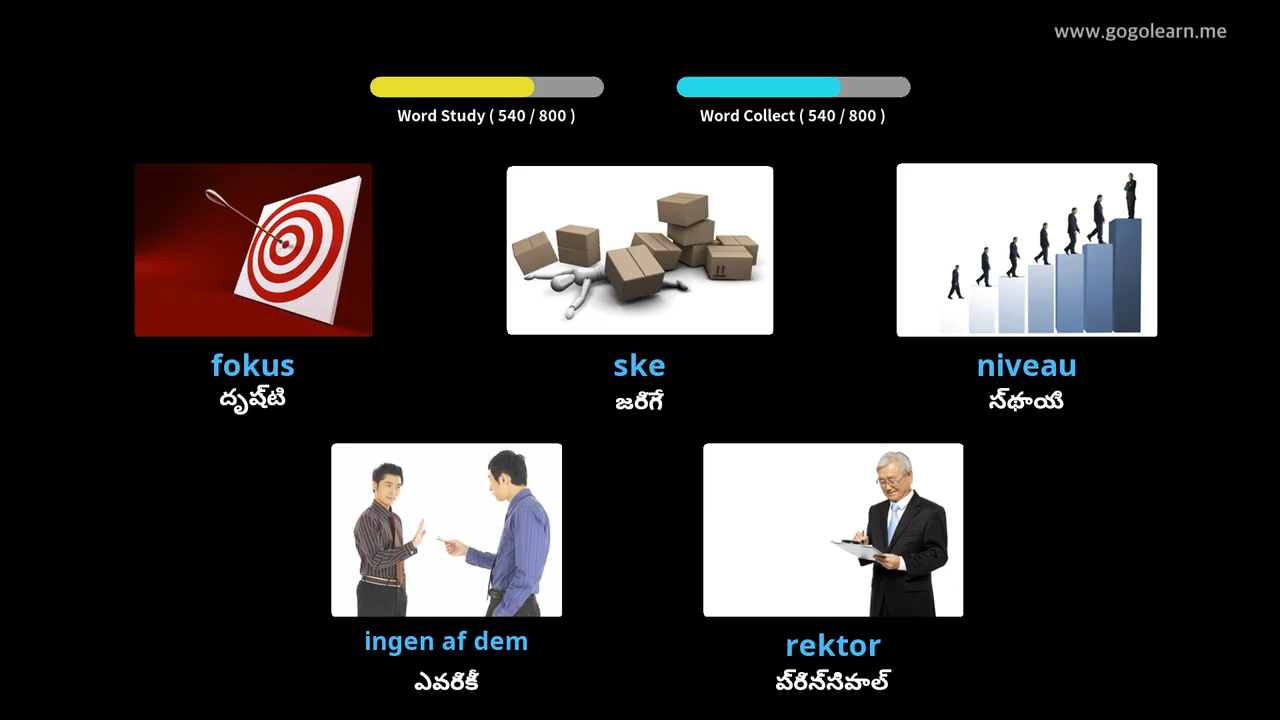 www.gogolearn.me
Word Study ( 540 / 800 )
Word Collect ( 540 / 800 )
fokus
దృష్‌టి
ske
జరిగే
niveau
స్‌థాయి
ingen af dem
ఎవరికీ
rektor
ప్‌రిన్‌సిపాల్